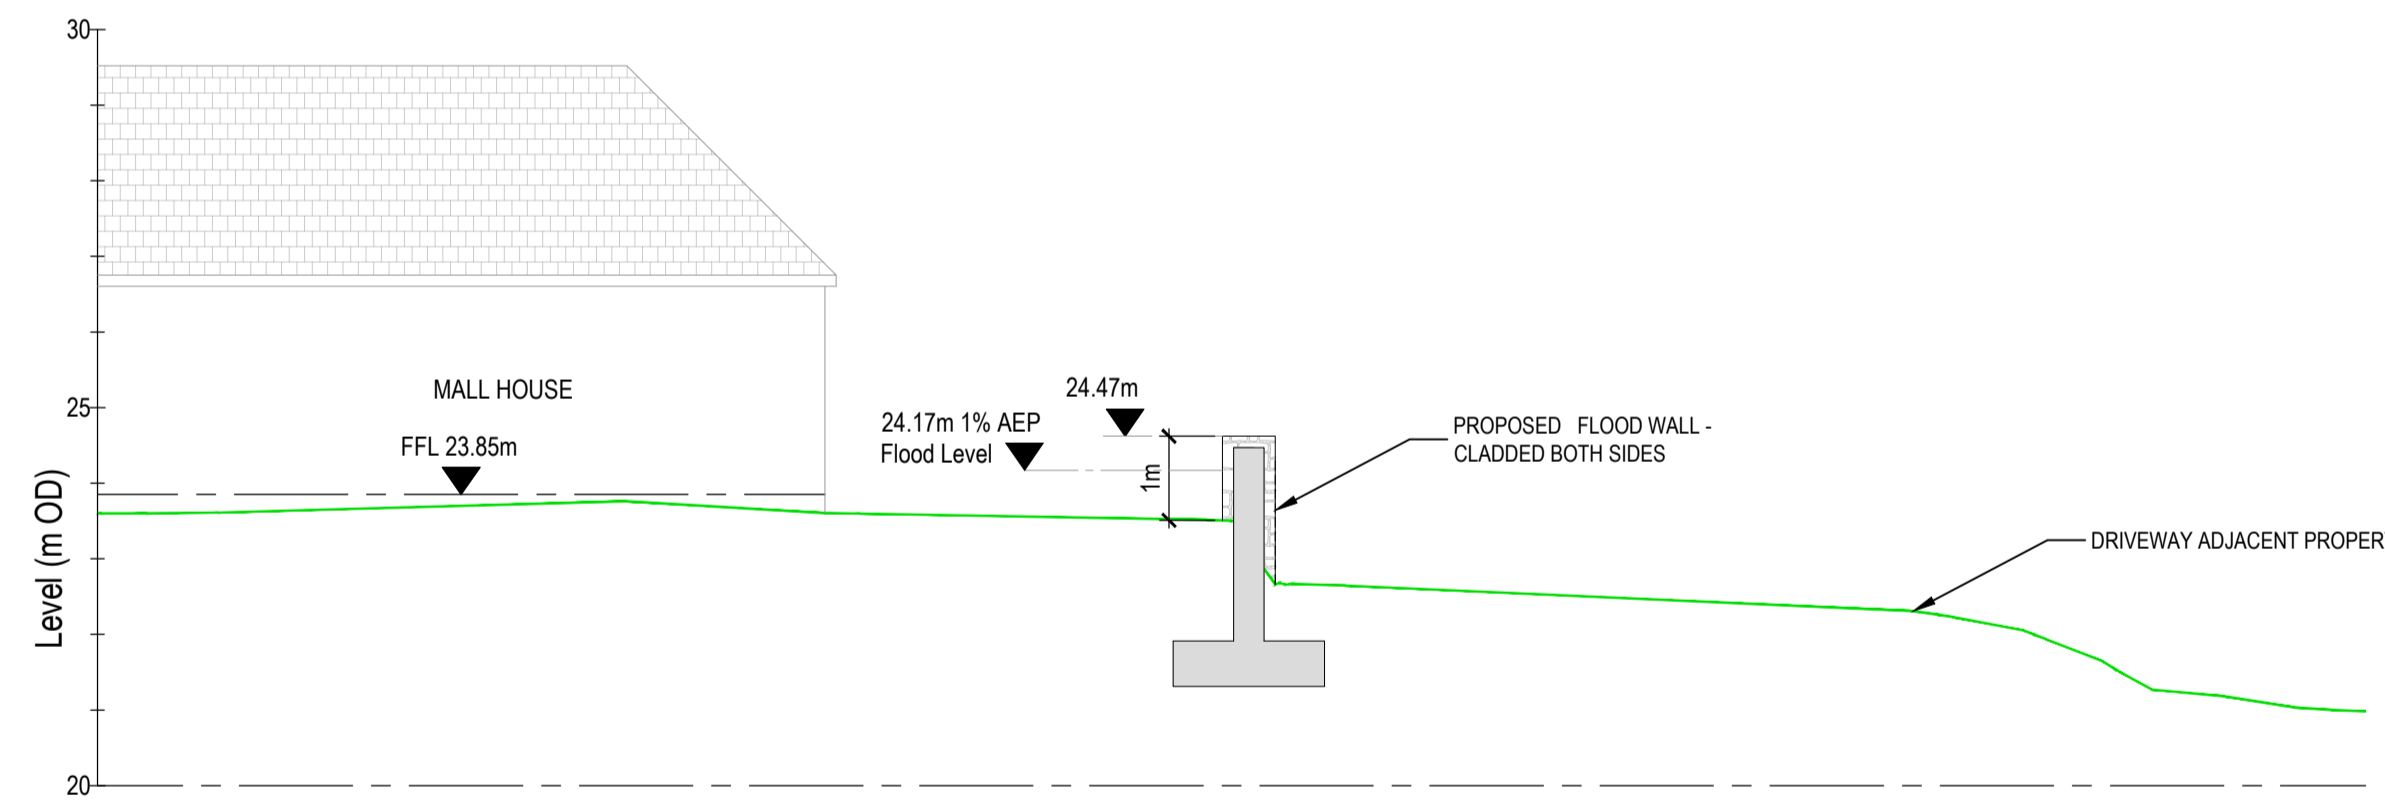 30
MALL HOUSE
25
FFL 23.85m
24.47m
24.17m 1% AEP
Flood Level
1m
PROPOSED FLOOD WALL -
CLADDED BOTH SIDES
DRIVEWAY ADJACENT PROPER
Level (m OD)
20